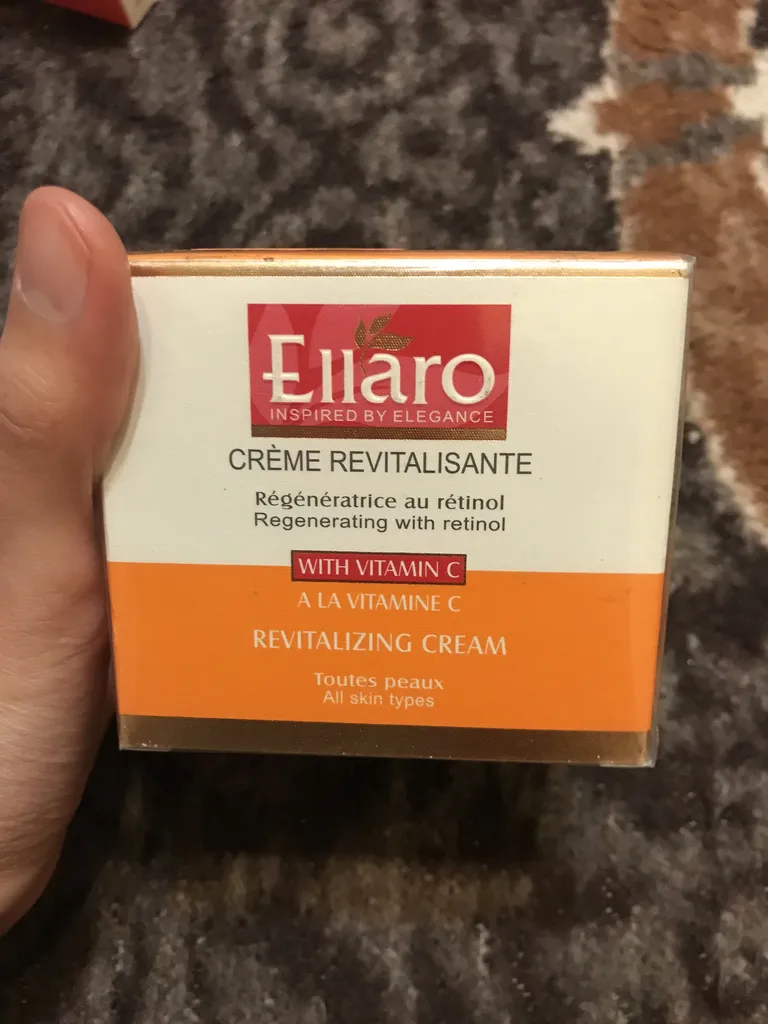 Ellaro
INSPIRED BY ELEGANCE
CRÈME REVITALISANTE
Régénératrice au rétinol
Regenerating with retinol
WITH VITAMIN C
A LA VITAMINE C
REVITALIZING CREAM
Toutes peaux
All skin types